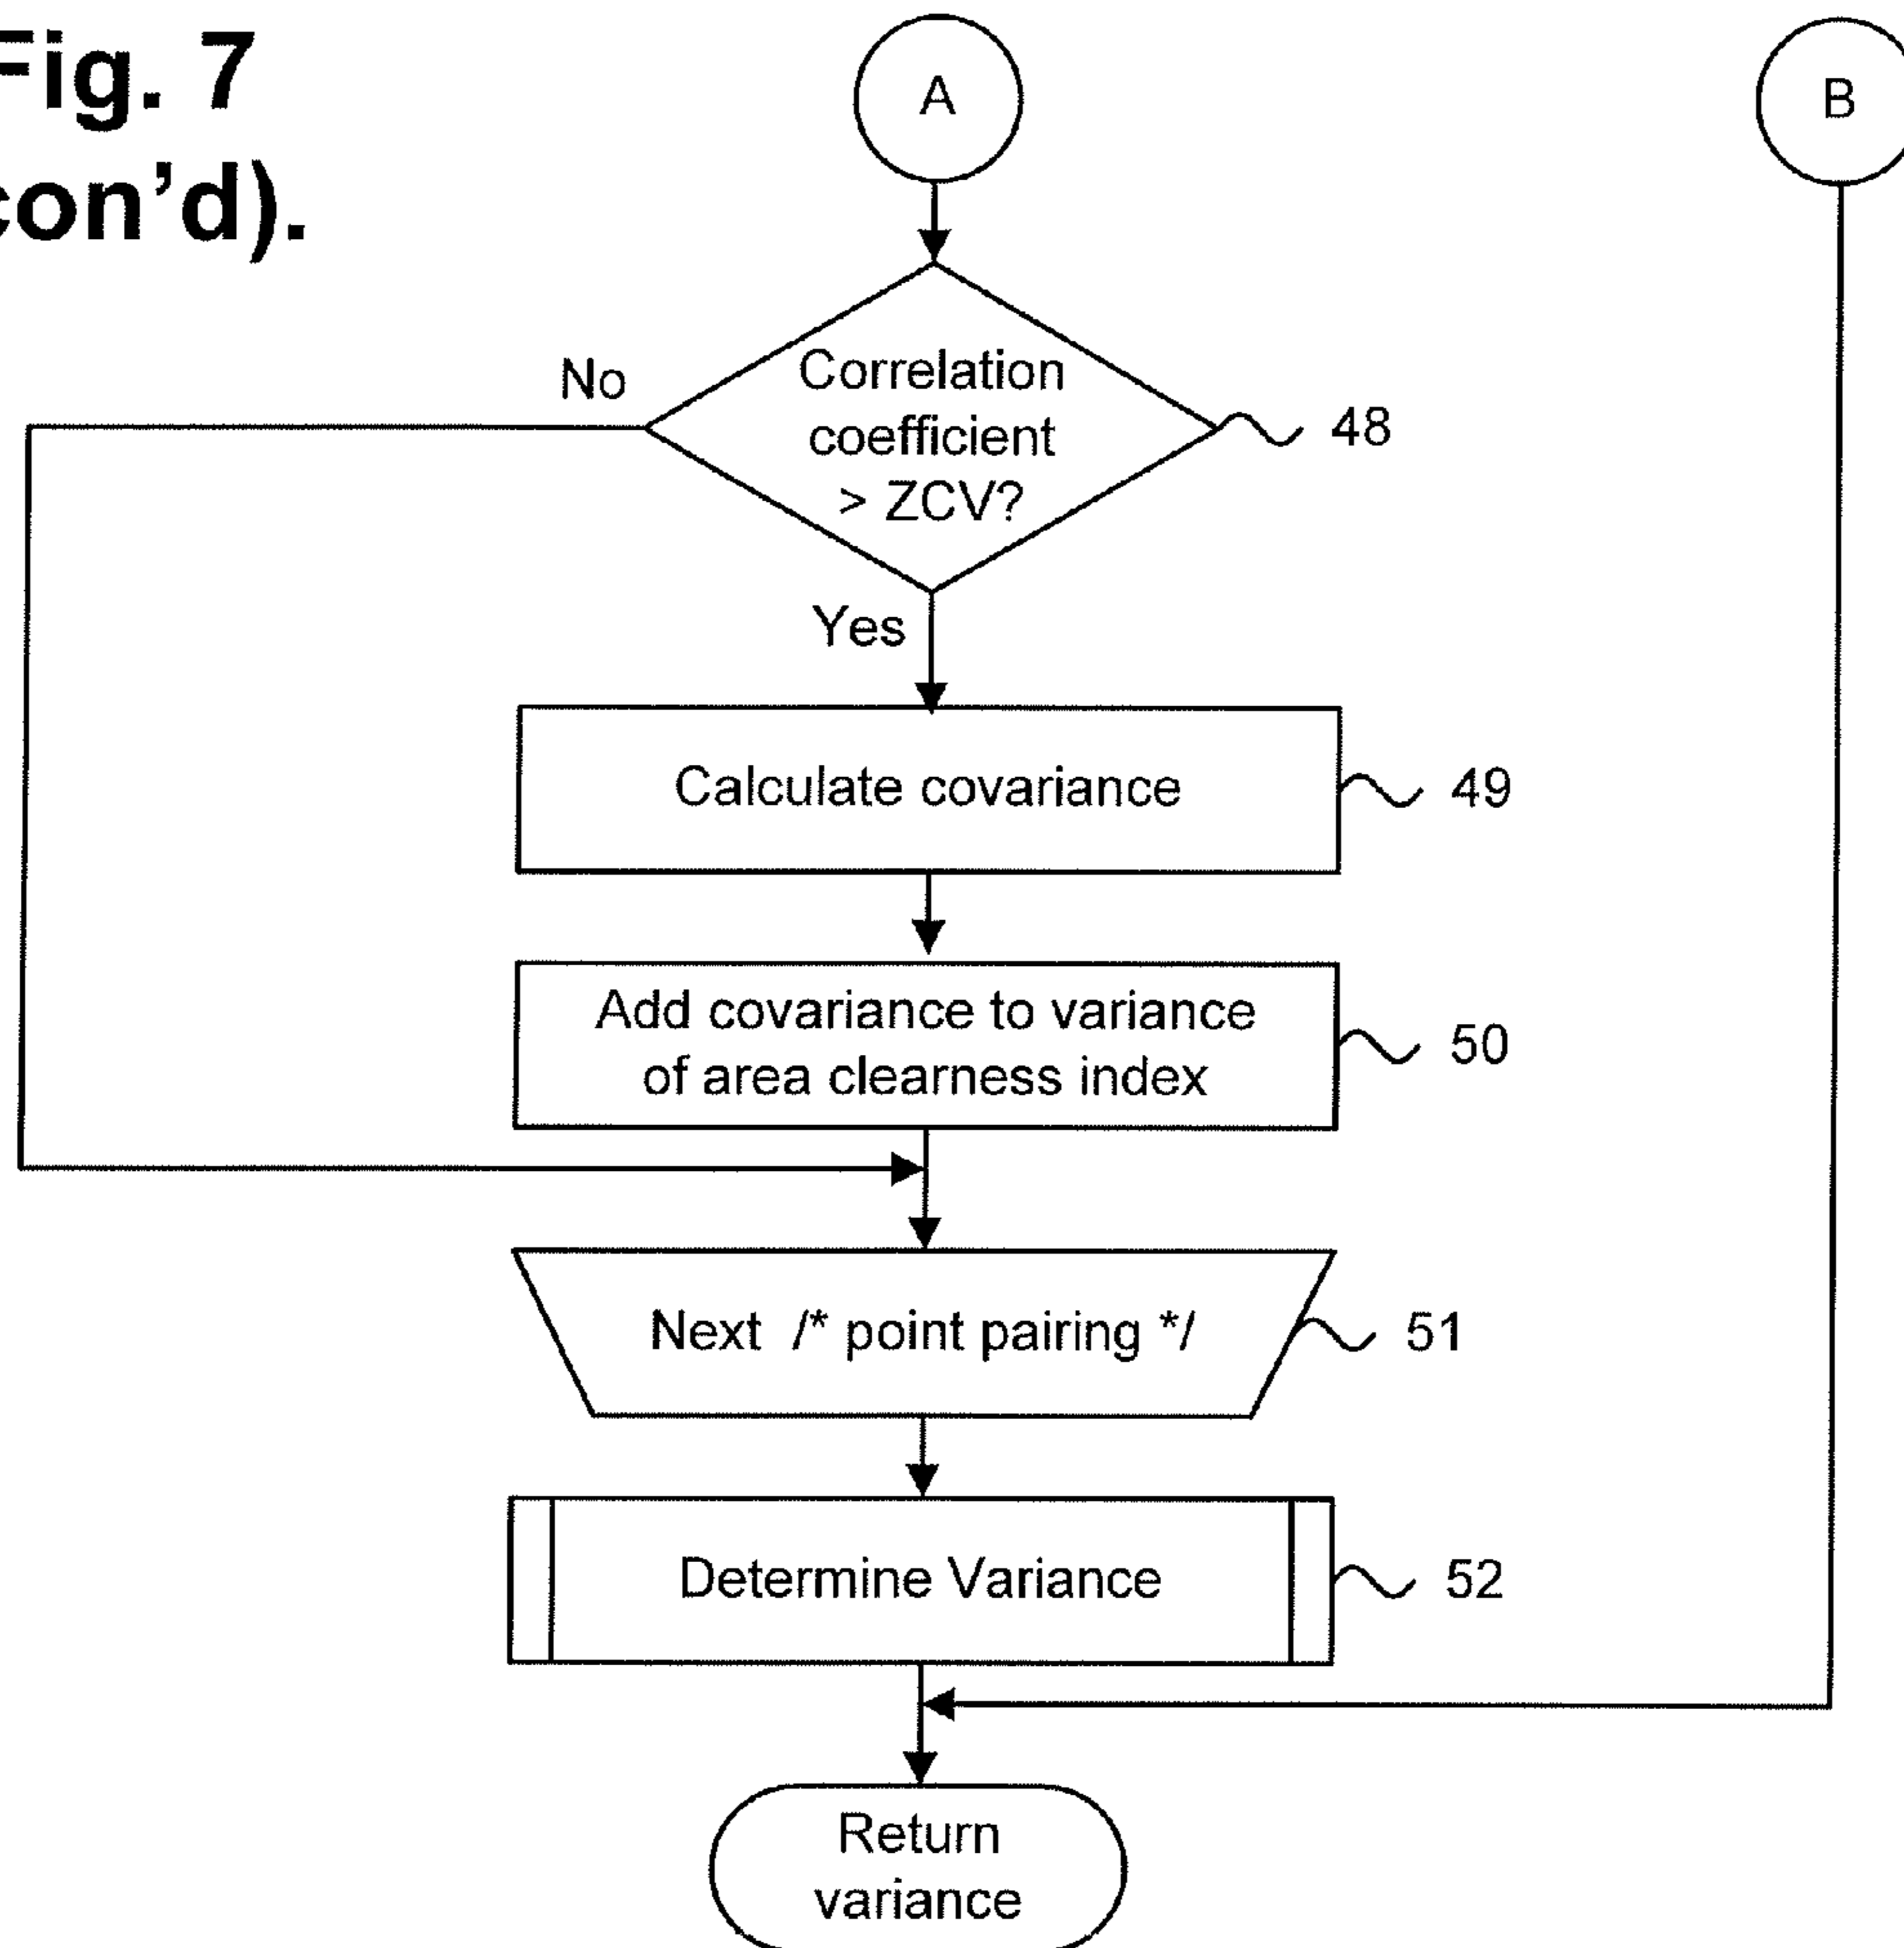 Fig. 7
con’d).
A
B
No
Correlation
coefficient
> ZCV?
48
Yes
Calculate covariance
49
Add covariance to variance
of area clearness index
50
Next /* point pairing */
51
Determine Variance
52
Return
variance